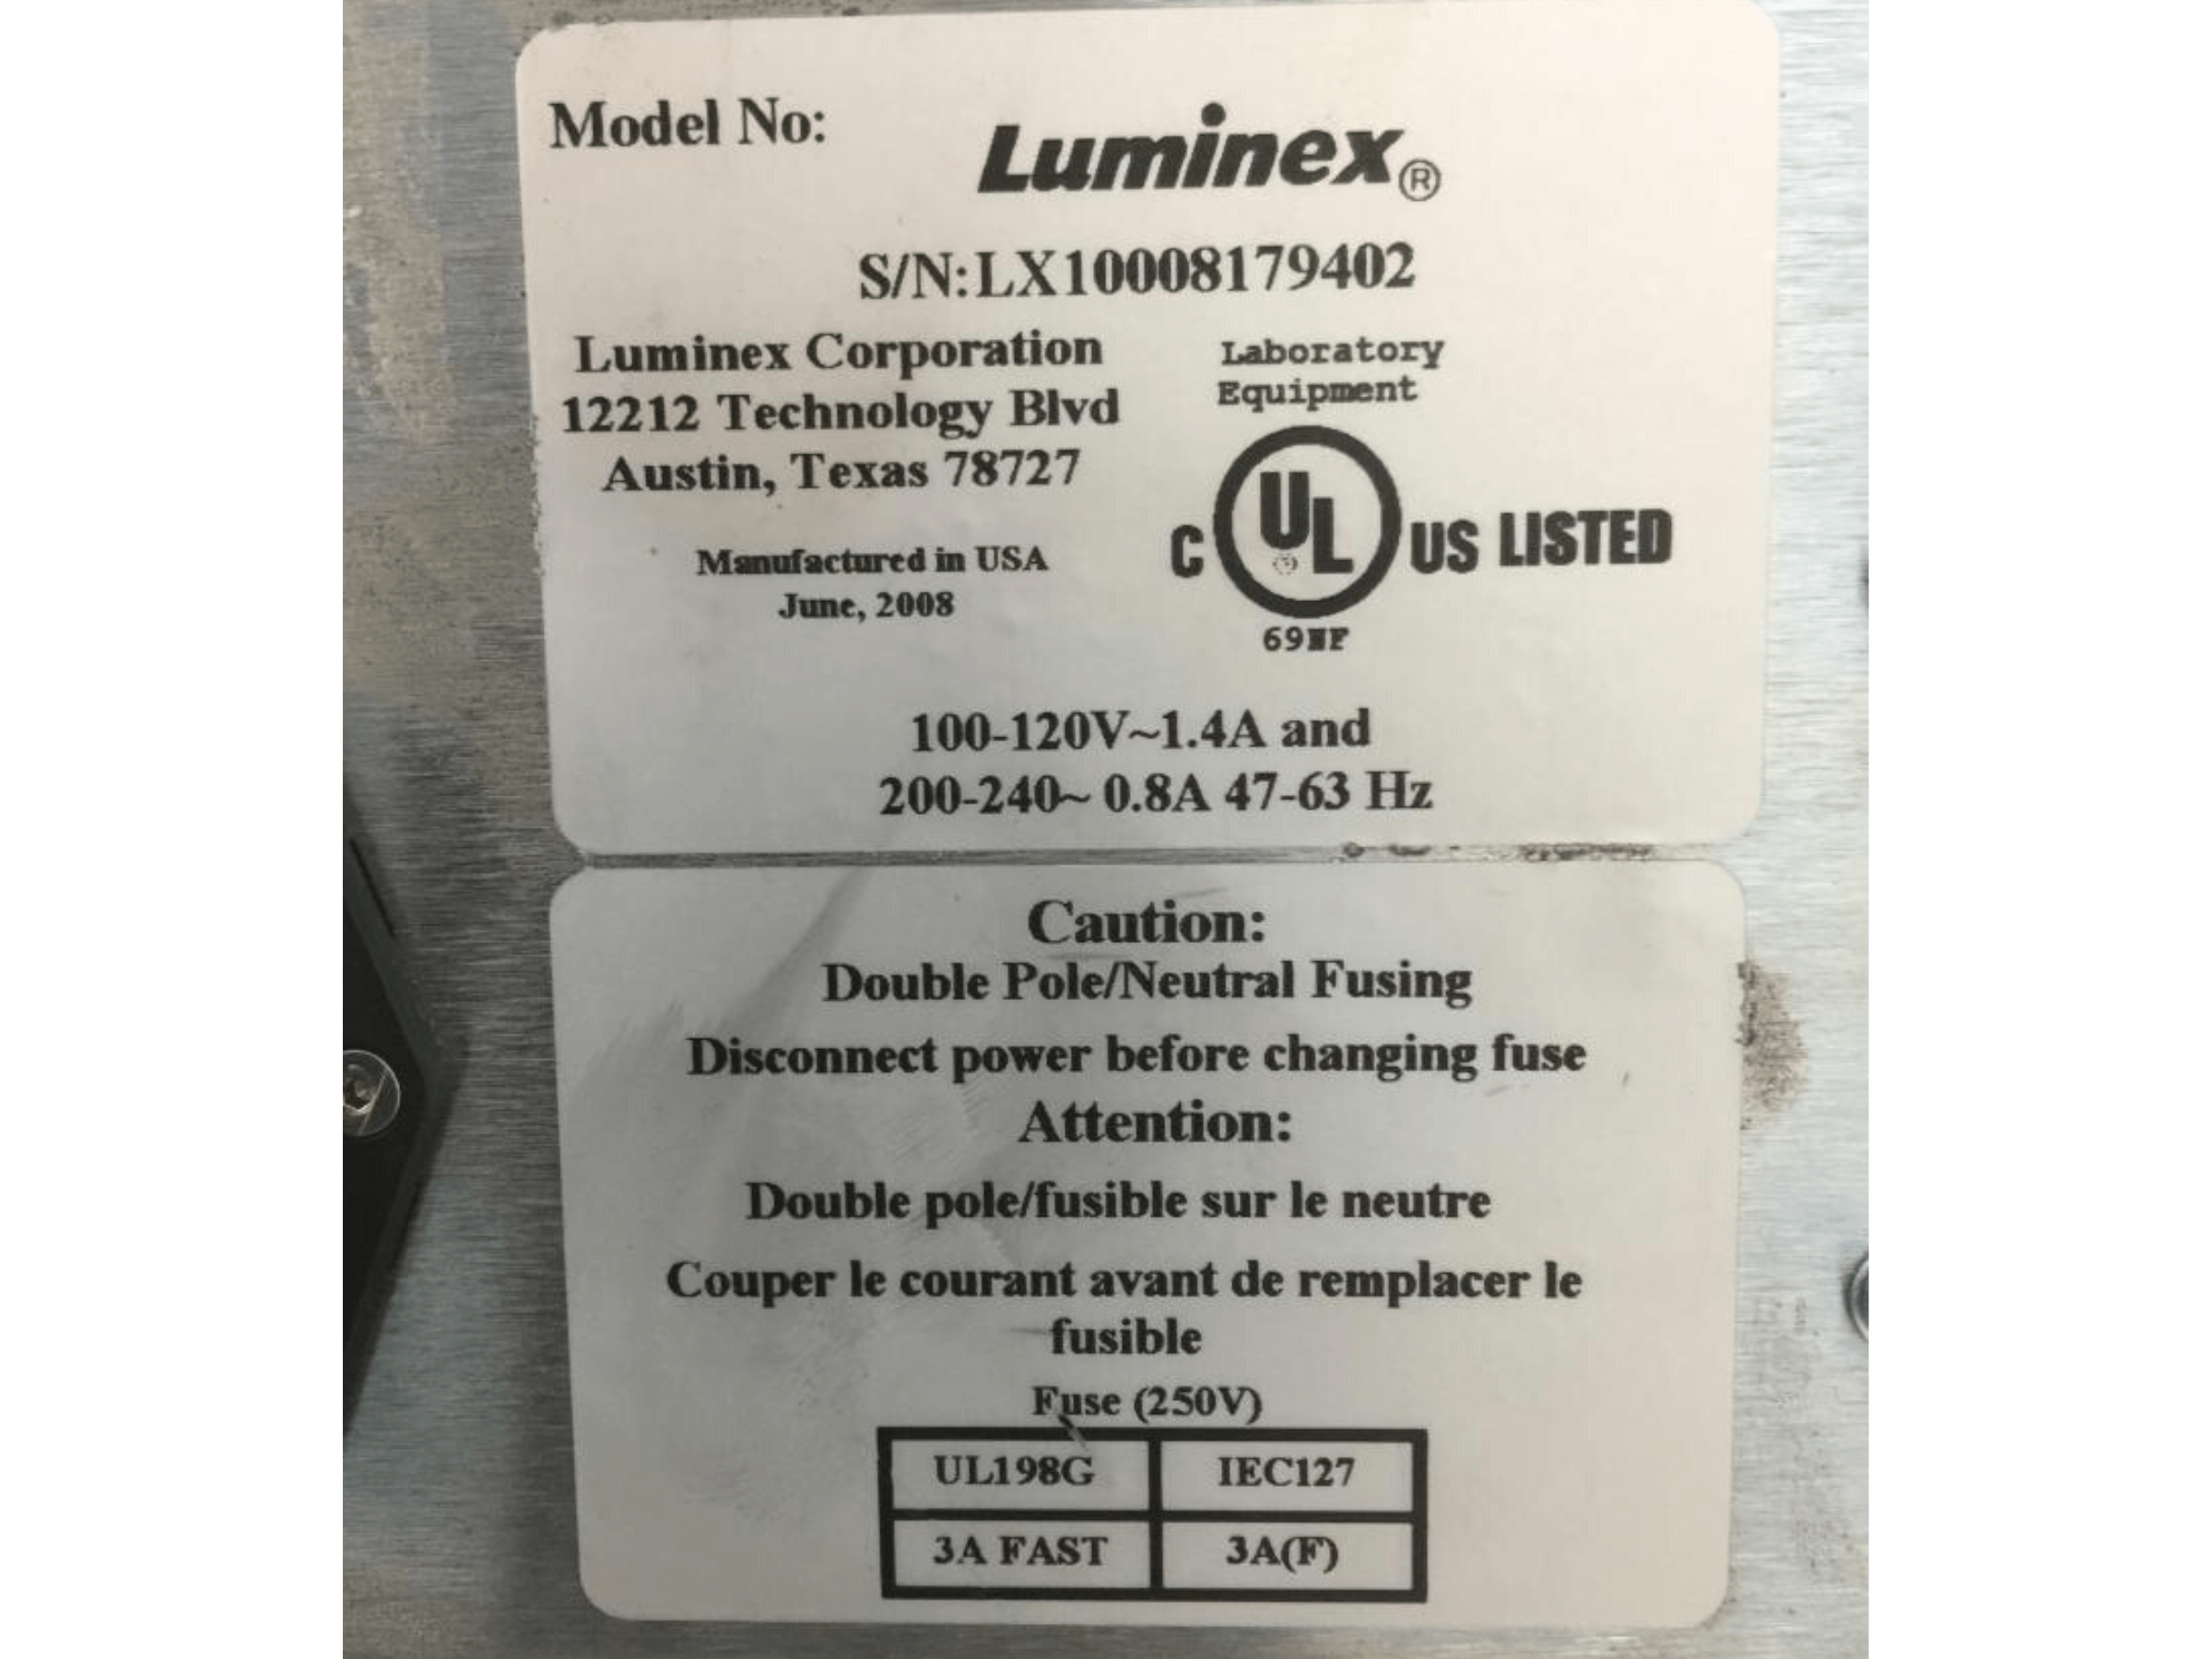 Model No:
Luminex®
S/N:LX10008179402
Luminex Corporation
12212 Technology Blvd
Austin, Texas 78727
Manufactured in USA
June, 2008
Laboratory
Equipment
C UL US LISTED
100-120V~1.4A and
200-240~ 0.8A 47-63 Hz
Caution:
Double Pole/Neutral Fusing
Disconnect power before changing fuse
Attention:
Double pole/fusible sur le neutre
Couper le courant avant de remplacer le
fusible
Fuse (250V)
UL198G IEC127
3A FAST 3A(F)